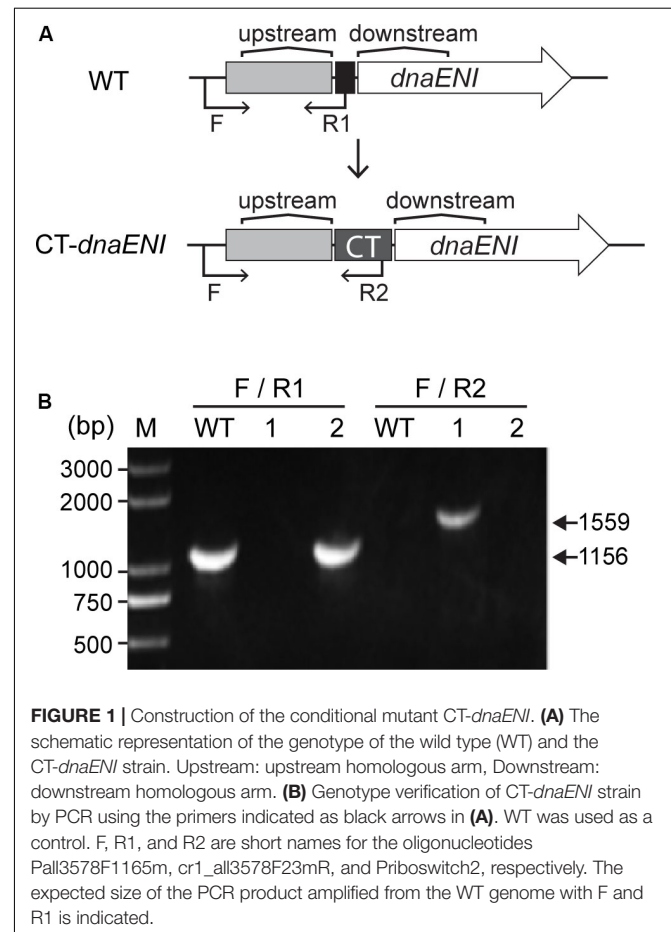 A
upstream downstream
WT dnaENI
F R1
upstream downstream
CT-dnaENI CT dnaENI
F R2
B
F / R1 F / R2
(bp) M WT 1 2 WT 1 2
3000
2000
1559
1156
1000
750
500
FIGURE 1 | Construction of the conditional mutant CT-dnaENI. (A) The
schematic representation of the genotype of the wild type (WT) and the
CT-dnaENI strain. Upstream: upstream homologous arm, Downstream:
downstream homologous arm. (B) Genotype verification of CT-dnaENI strain
by PCR using the primers indicated as black arrows in (A). WT was used as a
control. F, R1, and R2 are short names for the oligonucleotides
Pall3578F1165m, cr1_all3578F23mR, and Priboswitch2, respectively. The
expected size of the PCR product amplified from the WT genome with F and
R1 is indicated.